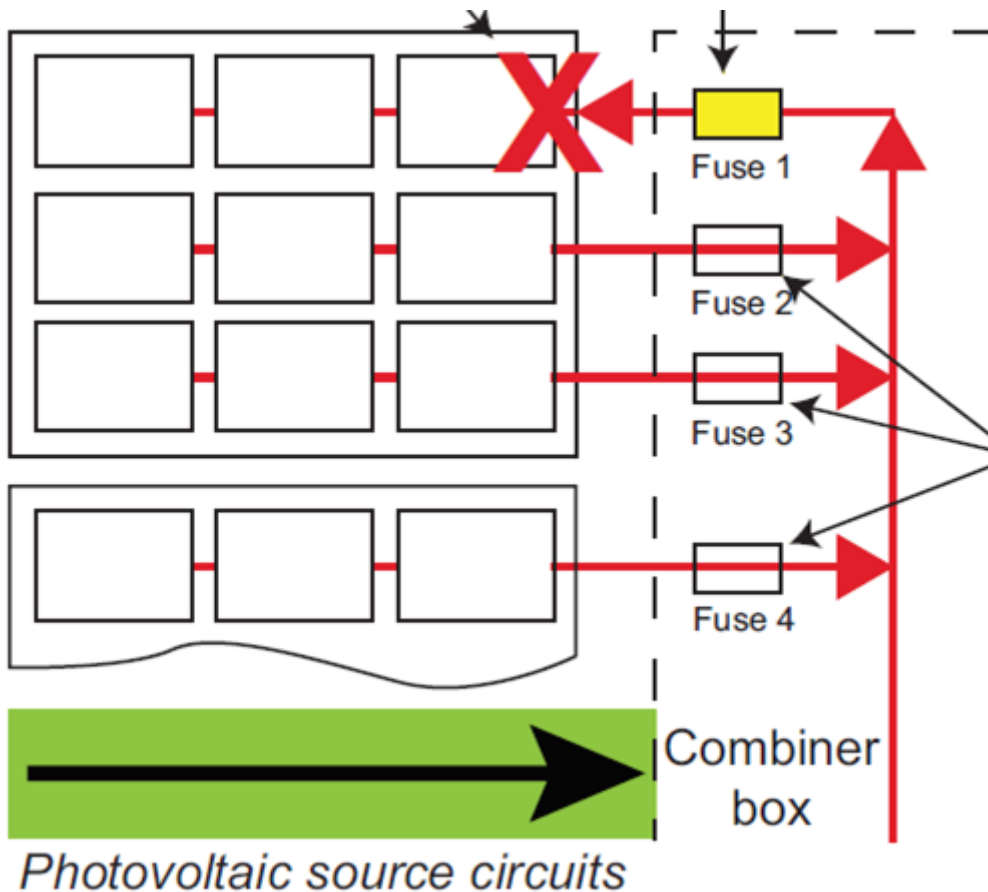 Fuse 1
Fuse 2
Fuse 3
Fuse 4
Combiner
box
Photovoltaic source circuits